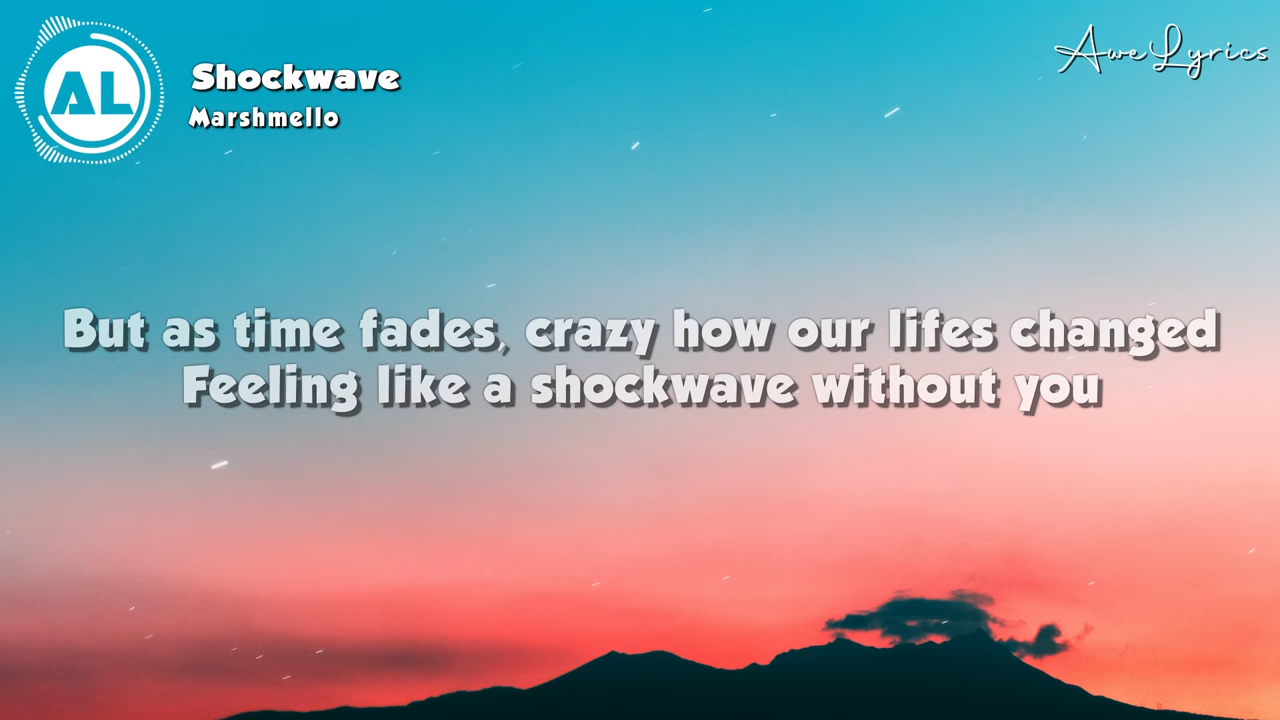 AL
Shockwave
Marshmello
AweLyrics
But as time fades, crazy how our lifes changed
Feeling like a shockwave without you